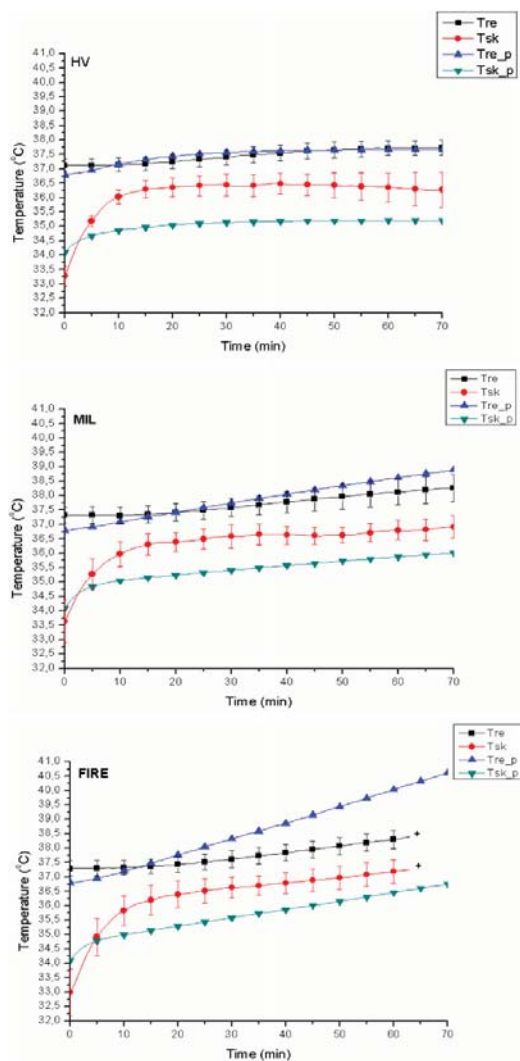 Tre
Tsk
Tre_p
Tsk_p
HV
Temperature (°C)
41,0
40,5
40,0
39,5
39,0
38,5
38,0
37,5
37,0
36,5
36,0
35,5
35,0
34,5
34,0
33,5
33,0
32,5
32,0
0 10 20 30 40 50 60 70
Time (min)
Tre
Tsk
Tre_p
Tsk_p
MIL
Temperature (°C)
41,0
40,5
40,0
39,5
39,0
38,5
38,0
37,5
37,0
36,5
36,0
35,5
35,0
34,5
34,0
33,5
33,0
32,5
32,0
0 10 20 30 40 50 60 70
Time (min)
Tre
Tsk
Tre_p
Tsk_p
FIRE
Temperature (°C)
41,0
40,5
40,0
39,5
39,0
38,5
38,0
37,5
37,0
36,5
36,0
35,5
35,0
34,5
34,0
33,5
33,0
32,5
32,0
+
+
0 10 20 30 40 50 60 70
Time (min)